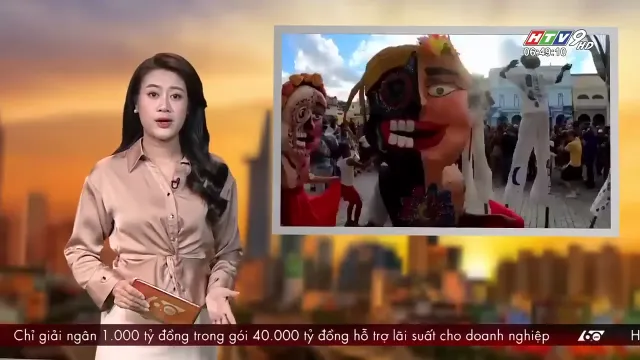 HTV9 HD
06:49:10
Chỉ giải ngân 1.000 tỷ đồng trong gói 40.000 tỷ đồng hỗ trợ lãi suất cho doanh nghiệp
60
H